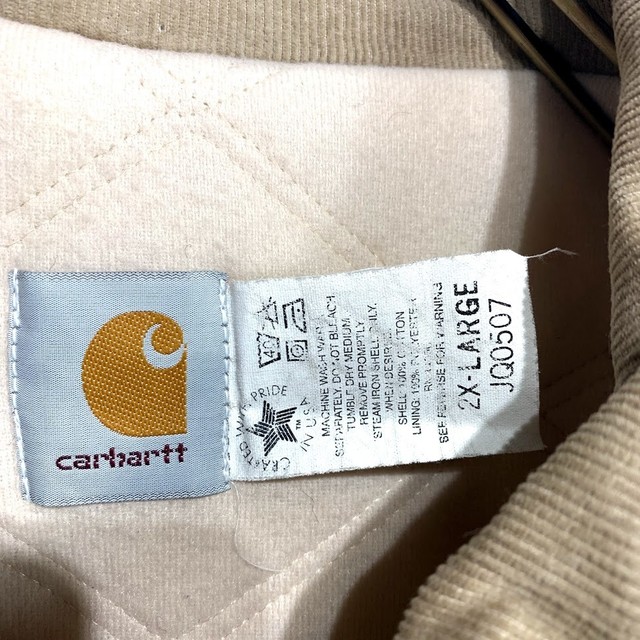 carhartt
CRAFTED WITH PRIDE
IN U.S.A.
TM
MACHINE WASH WARM
SEPARATELY DO NOT BLEACH
TUMBLE DRY MEDIUM
REMOVE PROMPTLY
STEAM IRON SHELL ONLY,
WHEN DESIRED.
SHELL: 100% COTTON
LINING: 100% POLYESTER
SEE REVERSE FOR WARNING
2X-LARGE
JQ0507